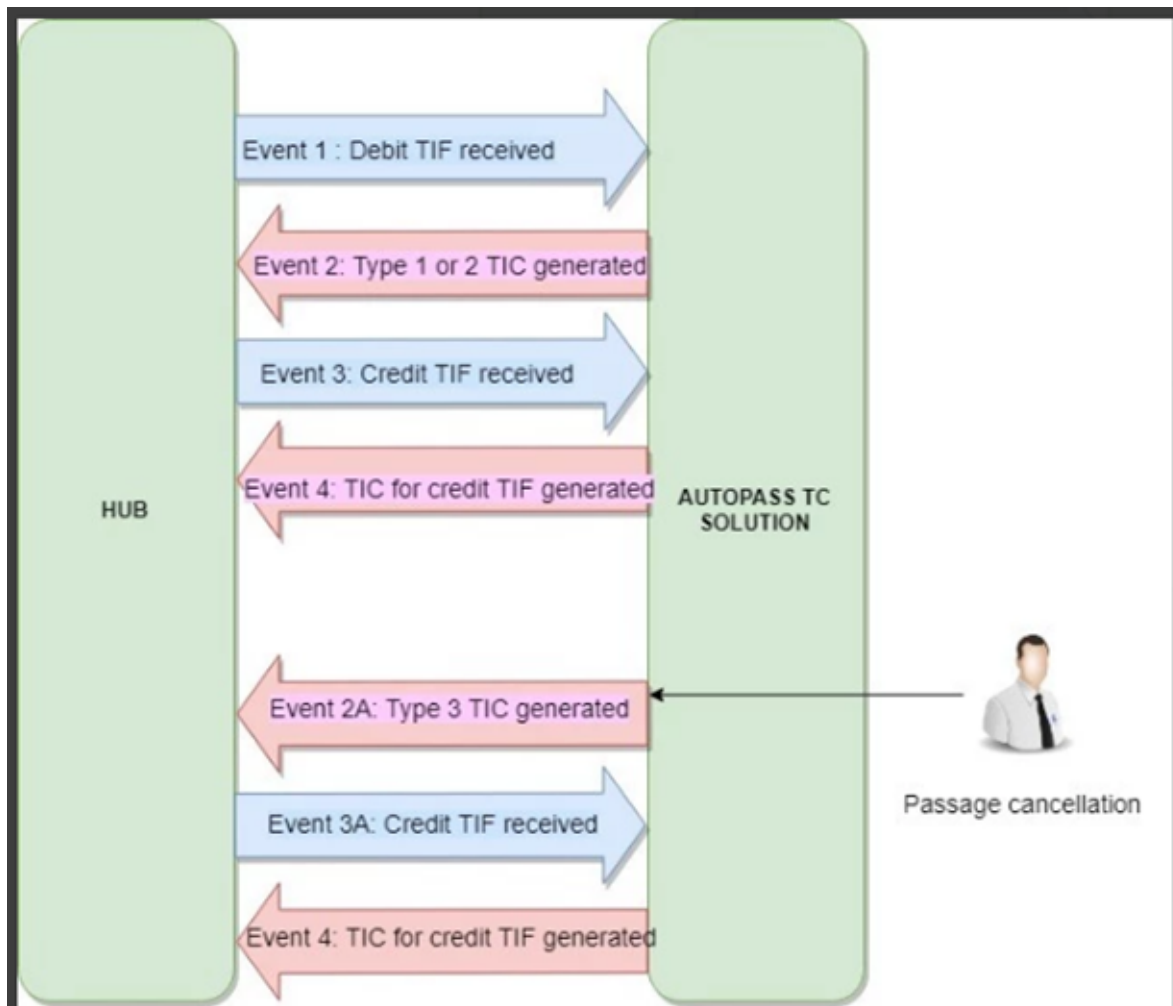 Event 1 : Debit TIF received
Event 2: Type 1 or 2 TIC generated
Event 3: Credit TIF received
Event 4: TIC for credit TIF generated
HUB
AUTOPASS TC
SOLUTION
Event 2A: Type 3 TIC generated
Passage cancellation
Event 3A: Credit TIF received
Event 4: TIC for credit TIF generated